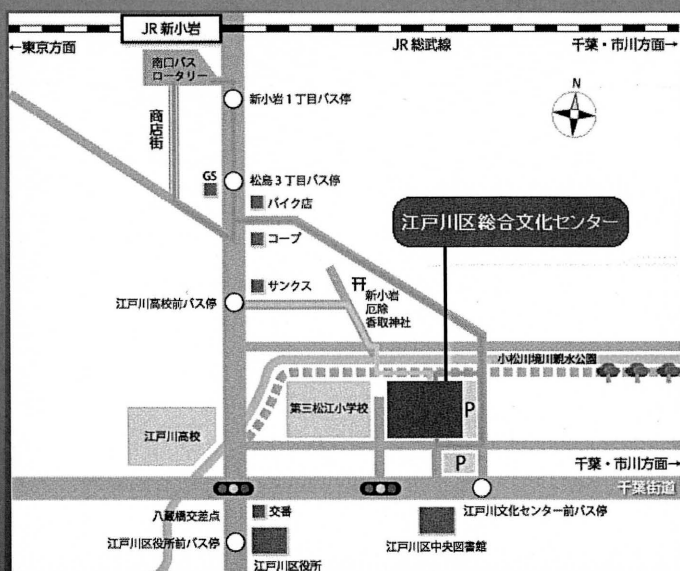 JR 新小岩
←東京方面
JR 総武線
千葉・市川方面→
南口バス
ロータリー
新小岩1丁目バス停
N
商店街
GS
松島3丁目バス停
バイク店
江戸川区総合文化センター
コープ
サンクス
江戸川高校前バス停
新小岩
厄除
香取神社
小松川境川親水公園
第三松江小学校
P
江戸川高校
P
千葉・市川方面→
千葉街道
八蔵橋交差点
交番
江戸川文化センター前バス停
江戸川区役所前バス停
江戸川区中央図書館
江戸川区役所